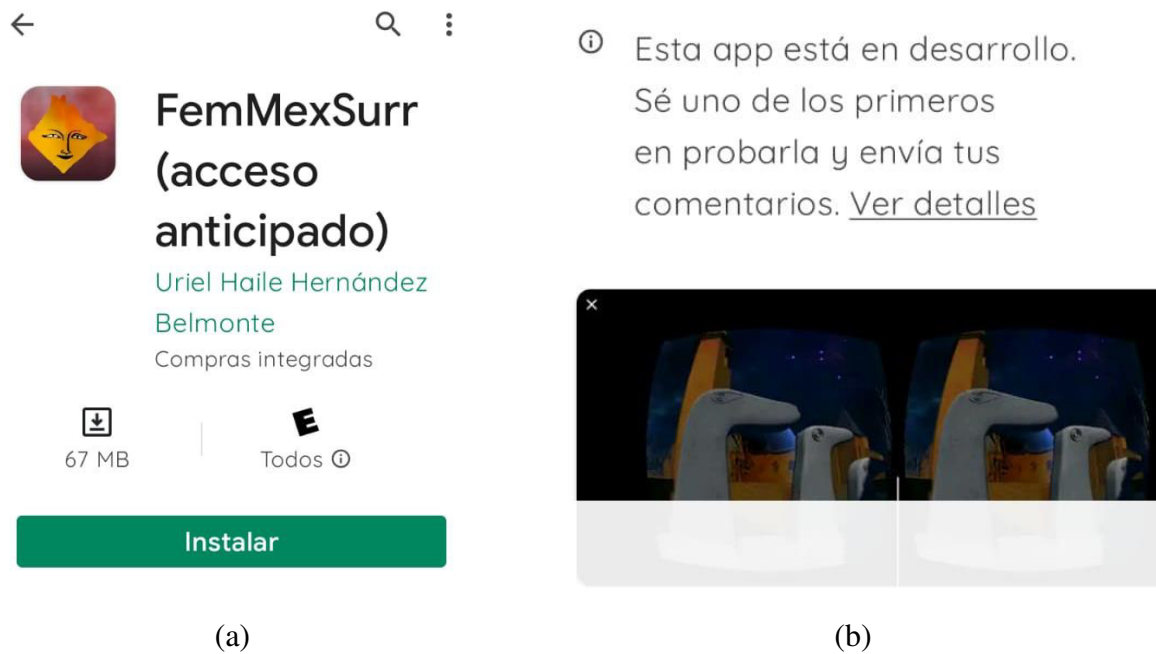 FemMexSurr
(acceso
anticipado)
Uriel Haile Hernández
Belmonte
Compras integradas
67 MB
E
Todos
Instalar
(a)
Esta app está en desarrollo.
Sé uno de los primeros
en probarla y envía tus
comentarios. Ver detalles
(b)